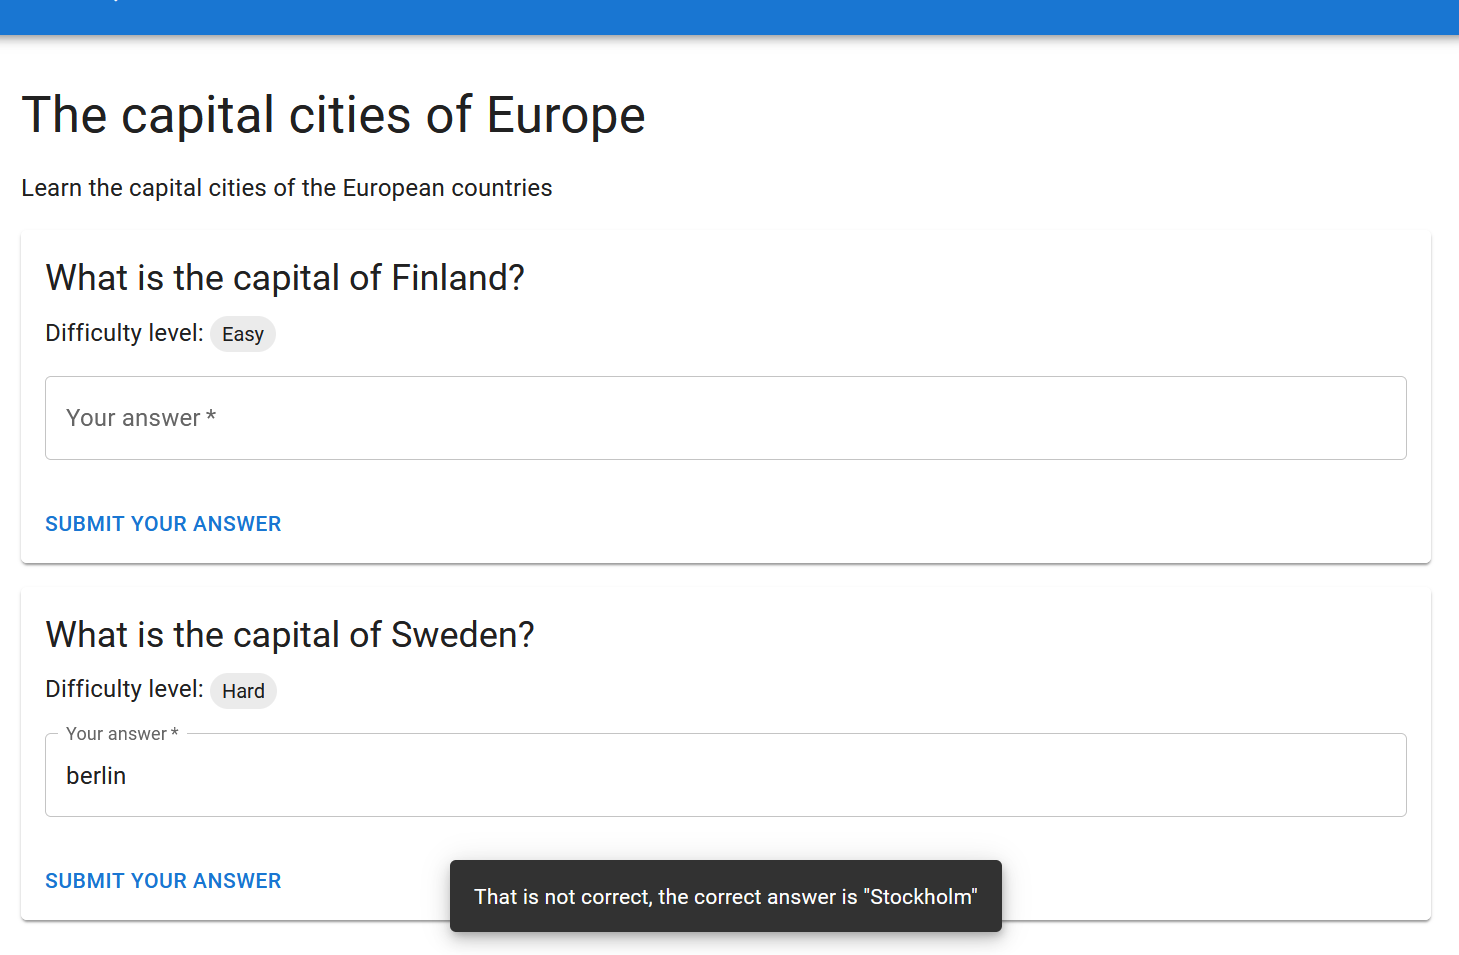 The capital cities of Europe
Learn the capital cities of the European countries
What is the capital of Finland?
Difficulty level: Easy
Your answer *
SUBMIT YOUR ANSWER
What is the capital of Sweden?
Difficulty level: Hard
Your answer *
berlin
SUBMIT YOUR ANSWER
That is not correct, the correct answer is "Stockholm"